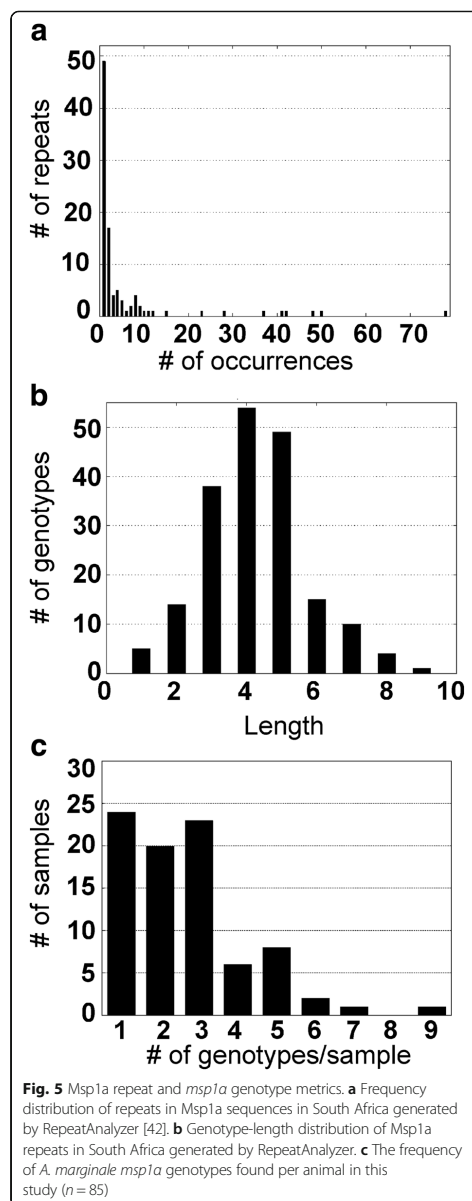 a
50
40
30
20
10
0
# of repeats
0 10 20 30 40 50 60 70
# of occurrences
b
50
40
30
20
10
0
# of genotypes
0 2 4 6 8 10
Length
c
30
25
20
15
10
5
0
# of samples
1 2 3 4 5 6 7 8 9
# of genotypes/sample
Fig. 5 Msp1a repeat and msp1α genotype metrics. a Frequency
distribution of repeats in Msp1a sequences in South Africa generated
by RepeatAnalyzer [42]. b Genotype-length distribution of Msp1a
repeats in South Africa generated by RepeatAnalyzer. c The frequency
of A. marginale msp1α genotypes found per animal in this
study (n = 85)